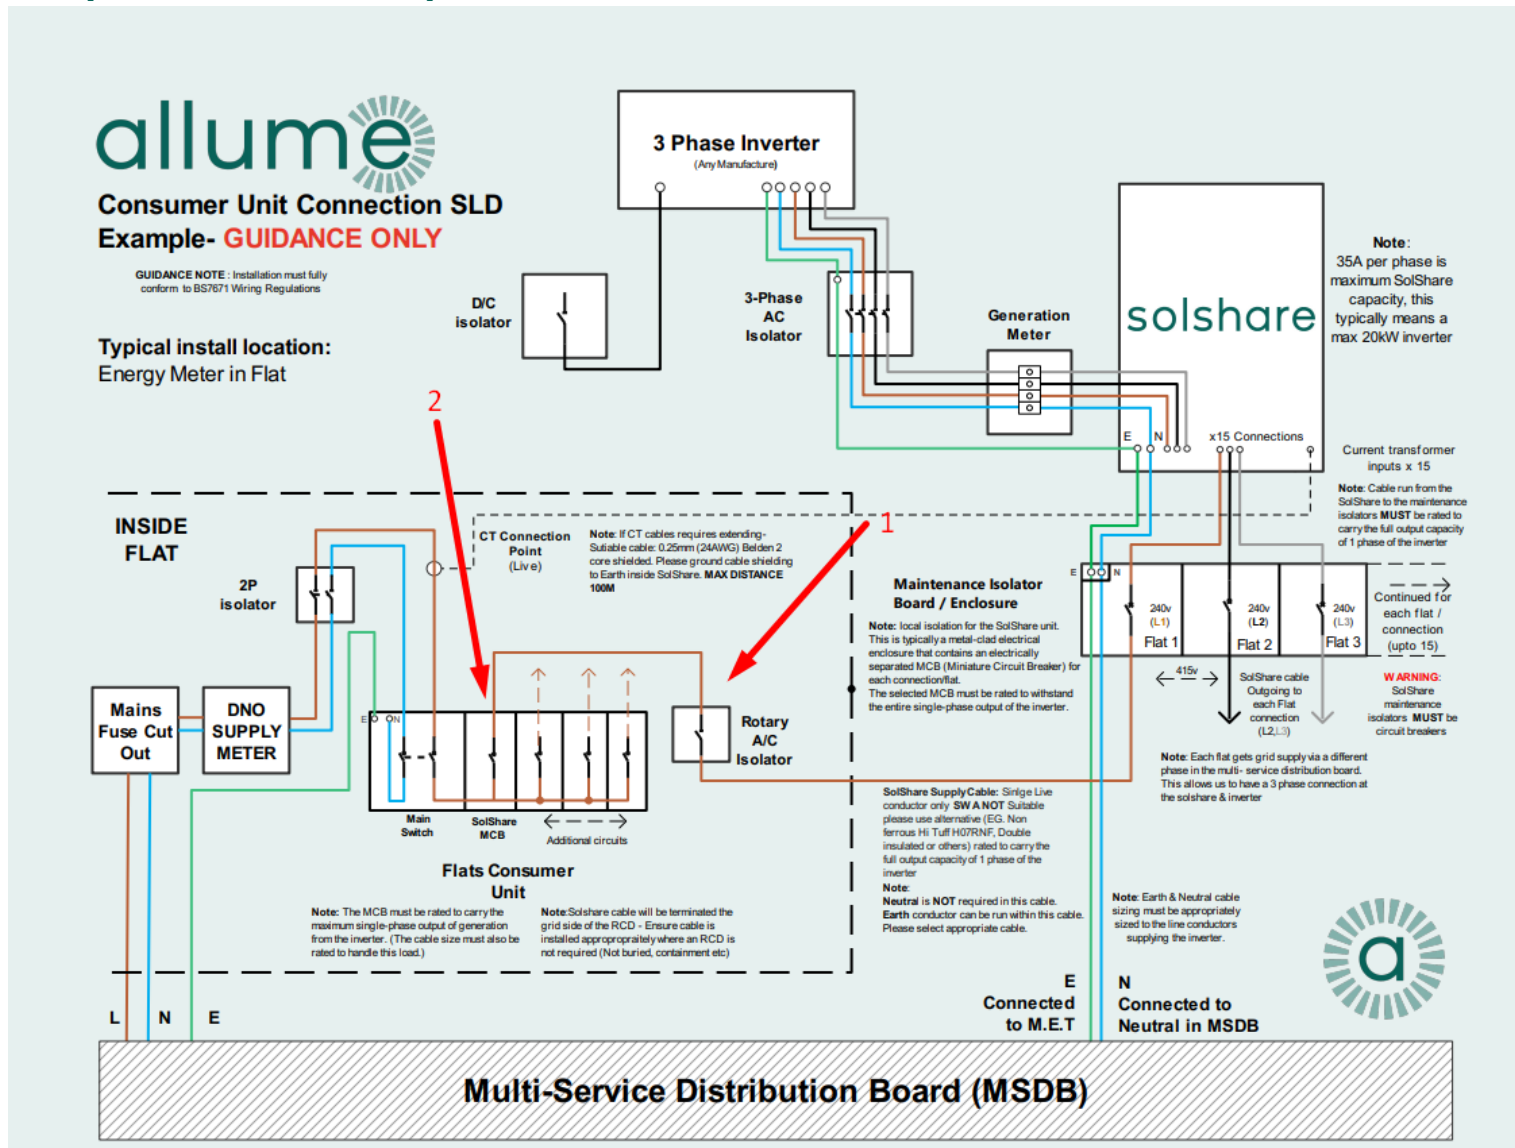 allume
Consumer Unit Connection SLD
Example- GUIDANCE ONLY
GUIDANCE NOTE : Installation must fully
conform to BS7671 Wiring Regulations
Typical install location:
Energy Meter in Flat
3 Phase Inverter
(Any Manufacture)
D/C
isolator
3-Phase
AC
Isolator
Generation
Meter
solshare
E
N
x15 Connections
Note:
35A per phase is
maximum SolShare
capacity, this
typically means a
max 20kW inverter
Current transformer
inputs x 15
Note: Cable run from the
SolShare to the maintenance
isolators MUST be rated to
carry the full output capacity
of 1 phase of the inverter
2
1
INSIDE
FLAT
2P
isolator
CT Connection
Point
(Live)
Note: If CT cables requires extending-
Sutiable cable: 0.25mm (24AWG) Belden 2
core shielded. Please ground cable shielding
to Earth inside SolShare. MAX DISTANCE
100M
Maintenance Isolator
Board / Enclosure
Note: local isolation for the SolShare unit.
This is typically a metal-clad electrical
enclosure that contains an electrically
separated MCB (Miniature Circuit Breaker) for
each connection/flat.
The selected MCB must be rated to withstand
the entire single-phase output of the inverter.
E
N
240v
(L1)
Flat 1
240v
(L2)
Flat 2
240v
(L3)
Flat 3
Continued for
each flat /
connection
(upto 15)
415v
SolShare cable
Outgoing to
each Flat
connection
(L2,L3)
WARNING:
SolShare
maintenance
isolators MUST be
circuit breakers
Note: Each flat gets grid supply via a different
phase in the multi- service distribution board.
This allows us to have a 3 phase connection at
the solshare & inverter
Mains
Fuse Cut
Out
DNO
SUPPLY
METER
E
N
Main
Switch
SolShare
MCB
Additional circuits
Rotary
A/C
Isolator
Flats Consumer
Unit
Note: The MCB must be rated to carry the
maximum single-phase output of generation
from the inverter. (The cable size must also be
rated to handle this load.)
Note:Solshare cable will be terminated the
grid side of the RCD - Ensure cable is
installed appropropraitely where an RCD is
not required (Not buried, containment etc)
SolShare Supply Cable: Sinlge Live
conductor only SWA NOT Suitable
please use alternative (EG. Non
ferrous Hi Tuff H07RNF, Double
insulated or others) rated to carry the
full output capacity of 1 phase of the
inverter
Note:
Neutral is NOT required in this cable.
Earth conductor can be run within this cable.
Please select appropriate cable.
Note: Earth & Neutral cable
sizing must be appropriately
sized to the line conductors
supplying the inverter.
L
N
E
E
Connected
to M.E.T
N
Connected to
Neutral in MSDB
a
Multi-Service Distribution Board (MSDB)